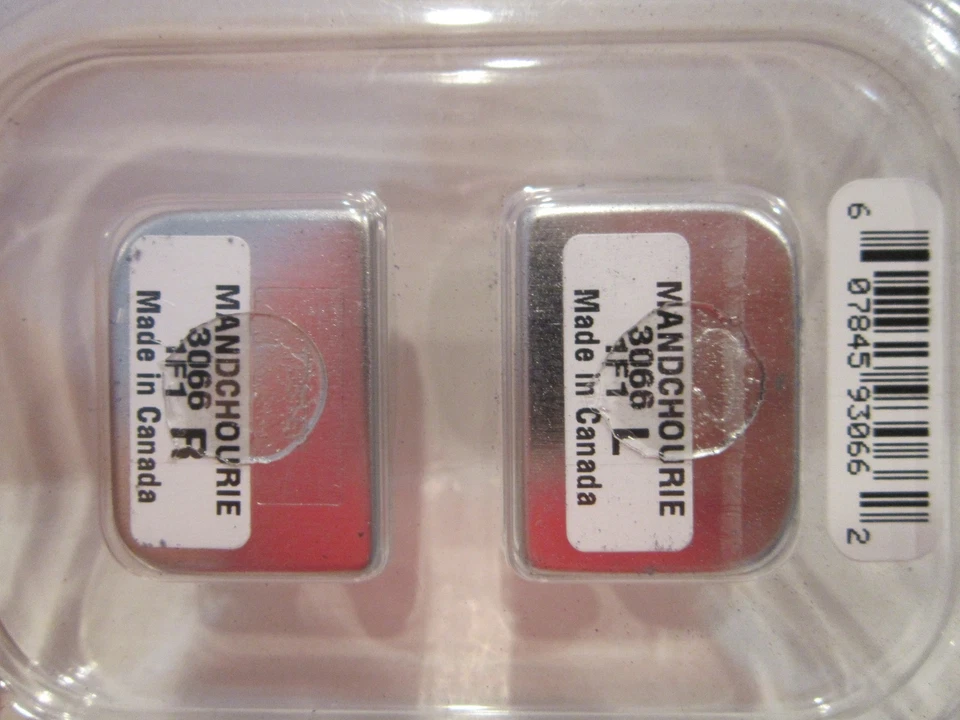 MANDCHOURIE
3066 R
1F1
Made in Canada
MANDCHOURIE
3066 L
1F1
Made in Canada
6 07845 93066 2